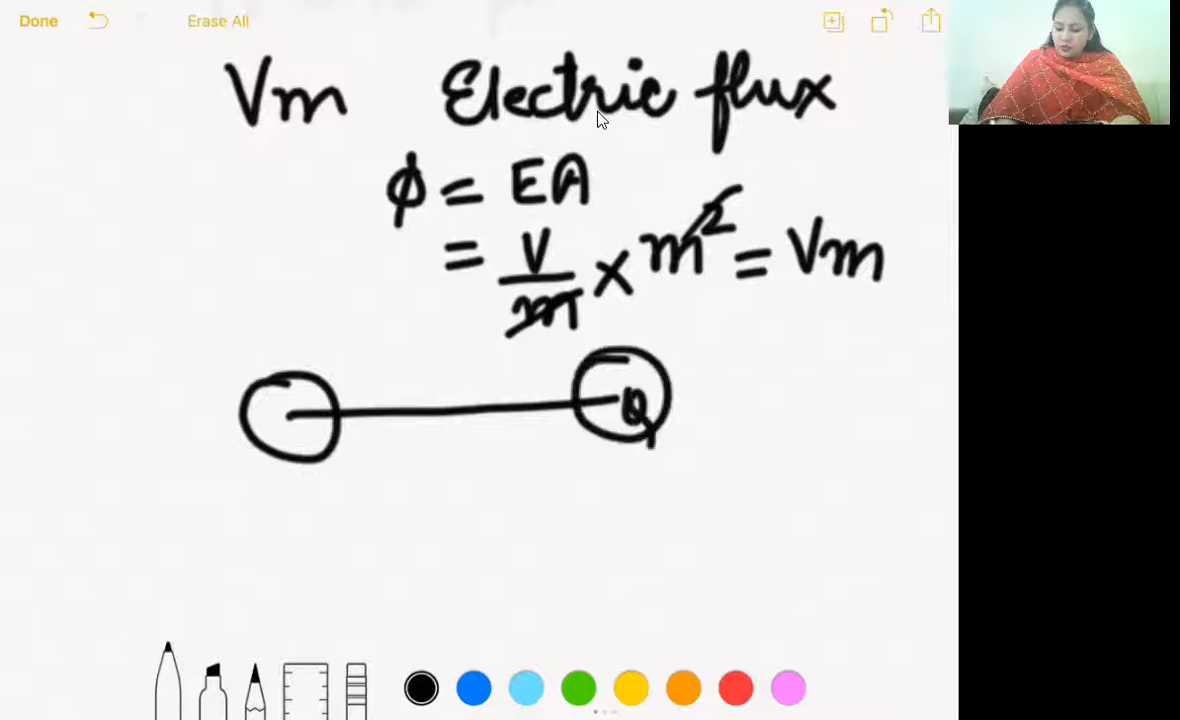 Done Erase All
Vm Electric flux
ϕ = EA
= V/m × m² = Vm
Q